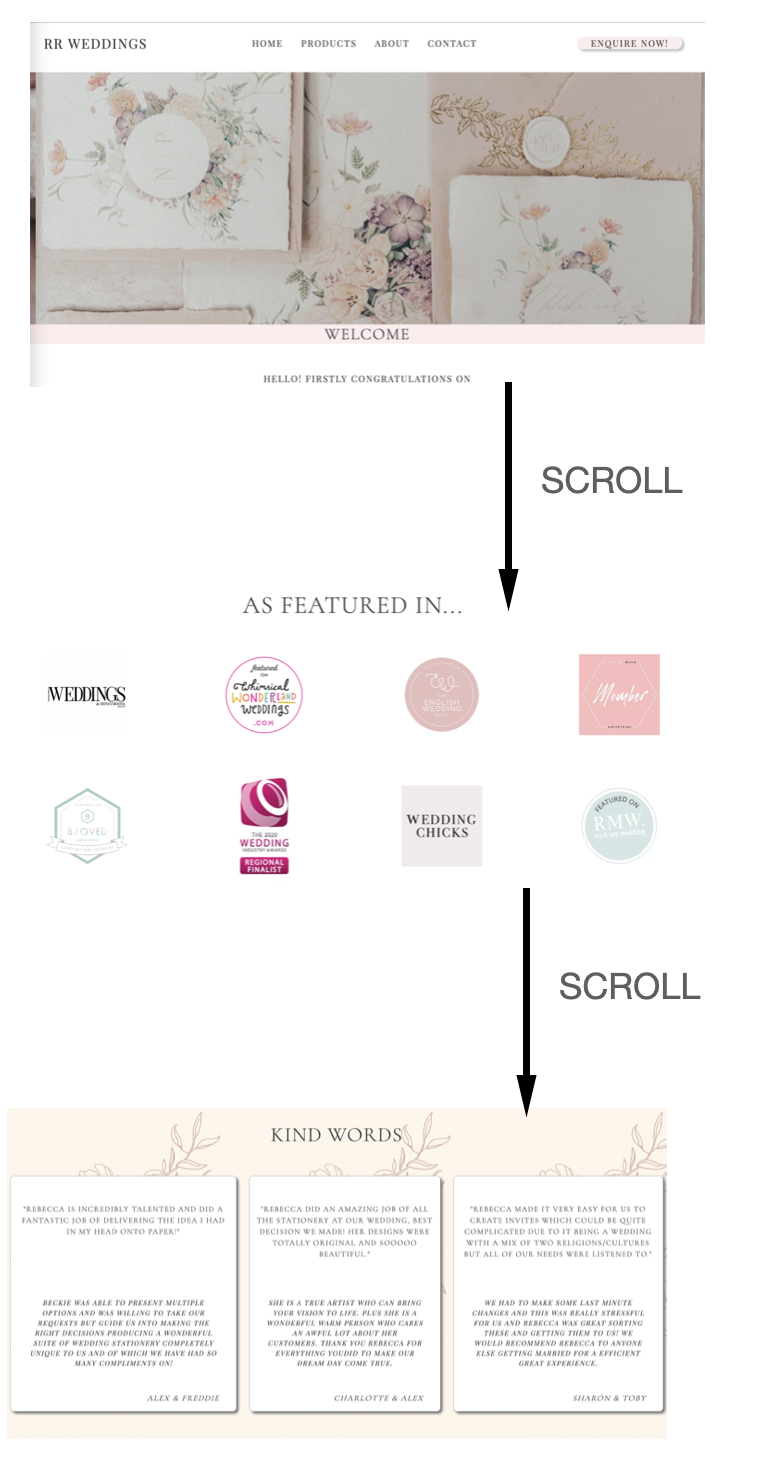 RR WEDDINGS
HOME PRODUCTS ABOUT CONTACT
ENQUIRE NOW!
WELCOME
HELLO! FIRSTLY CONGRATULATIONS ON
SCROLL
AS FEATURED IN...
WEDDINGS
& HONEYMOONS
featured
ON
Whimsical
WONDERLAND
Weddings
.COM
EW
THE
ENGLISH
WEDDING
BLOG
Member
B
B.LOVED
THE 2020
WEDDING
INDUSTRY AWARDS
REGIONAL
FINALIST
WEDDING
CHICKS
FEATURED ON
RMW.
rock my wedding
SCROLL
KIND WORDS
"REBECCA IS INCREDIBLY TALENTED AND DID A
FANTASTIC JOB OF DELIVERING THE IDEA I HAD
IN MY HEAD ONTO PAPER!"
BECKIE WAS ABLE TO PRESENT MULTIPLE
OPTIONS AND WAS WILLING TO TAKE OUR
REQUESTS BUT GUIDE US INTO MAKING THE
RIGHT DECISIONS PRODUCING A WONDERFUL
SUITE OF WEDDING STATIONERY COMPLETELY
UNIQUE TO US AND OF WHICH WE HAVE HAD SO
MANY COMPLIMENTS ON!
ALEX & FREDDIE
"REBECCA DID AN AMAZING JOB OF ALL
THE STATIONERY AT OUR WEDDING, BEST
DECISION WE MADE! HER DESIGNS WERE
TOTALLY ORIGINAL AND SOOOOO
BEAUTIFUL."
SHE IS A TRUE ARTIST WHO CAN BRING
YOUR VISION TO LIFE. PLUS SHE IS A
WONDERFUL WARM PERSON WHO CARES
AN AWFUL LOT ABOUT HER
CUSTOMERS. THANK YOU REBECCA FOR
EVERYTHING YOUDID TO MAKE OUR
DREAM DAY COME TRUE.
CHARLOTTE & ALEX
"REBECCA MADE IT VERY EASY FOR US TO
CREATE INVITES WHICH COULD BE QUITE
COMPLICATED DUE TO IT BEING A WEDDING
WITH A MIX OF TWO RELIGIONS/CULTURES
BUT ALL OF OUR NEEDS WERE LISTENED TO."
WE HAD TO MAKE SOME LAST MINUTE
CHANGES AND THIS WAS REALLY STRESSFUL
FOR US AND REBECCA WAS GREAT SORTING
THESE AND GETTING THEM TO US! WE
WOULD RECOMMEND REBECCA TO ANYONE
ELSE GETTING MARRIED FOR A EFFICIENT
GREAT EXPERIENCE.
SHARON & TOBY